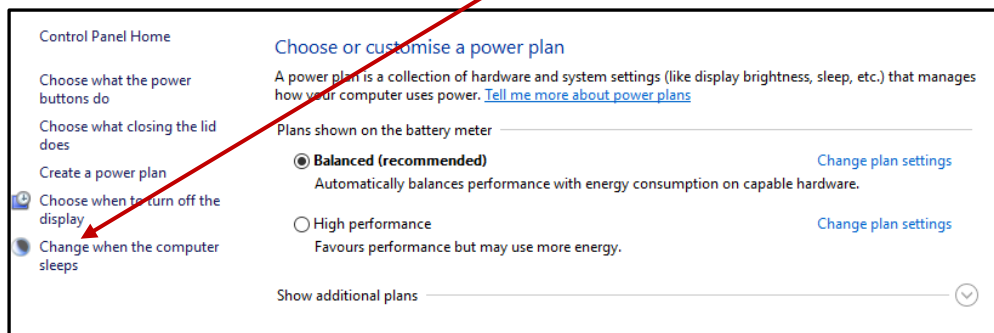 Control Panel Home
Choose what the power
buttons do
Choose what closing the lid
does
Create a power plan
Choose when to turn off the
display
Change when the computer
sleeps
Choose or customise a power plan
A power plan is a collection of hardware and system settings (like display brightness, sleep, etc.) that manages
how your computer uses power. Tell me more about power plans
Plans shown on the battery meter
Balanced (recommended)
Change plan settings
Automatically balances performance with energy consumption on capable hardware.
High performance
Change plan settings
Favours performance but may use more energy.
Show additional plans